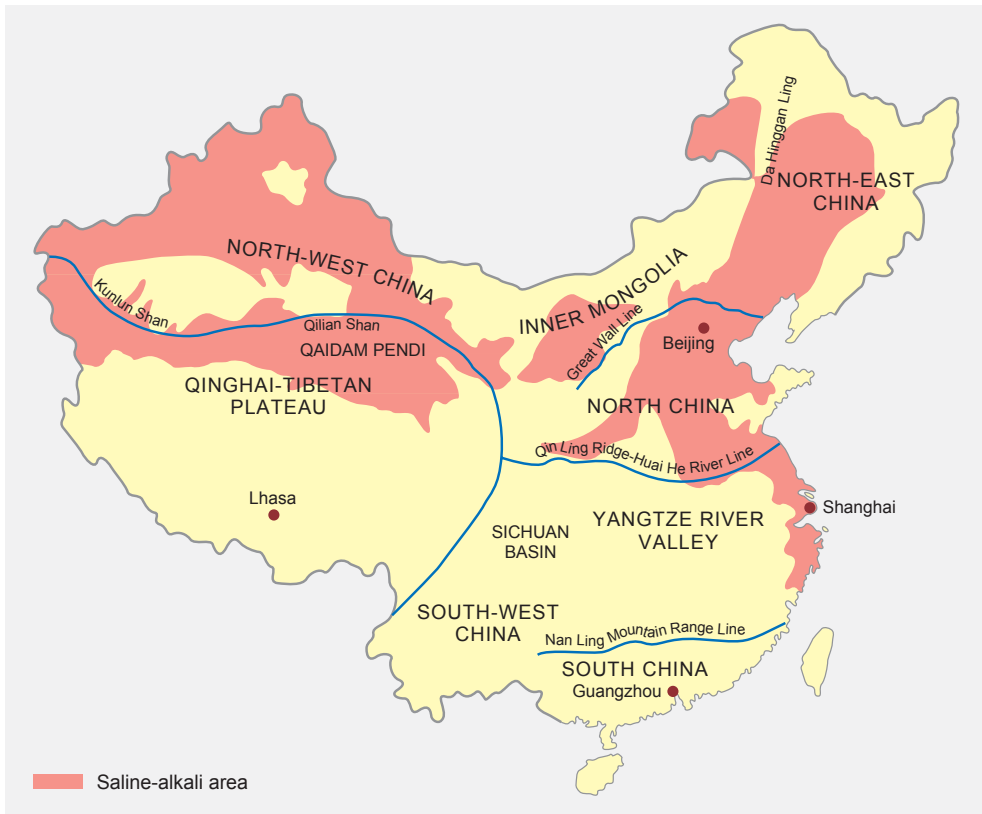 Da Hinggan Ling
NORTH-EAST
CHINA
NORTH-WEST CHINA
INNER MONGOLIA
Kunlun Shan
Qilian Shan
Great Wall Line
Beijing
QAIDAM PENDI
QINGHAI-TIBETAN
PLATEAU
NORTH CHINA
Qin Ling Ridge-Huai He River Line
Lhasa
Shanghai
YANGTZE RIVER
VALLEY
SICHUAN
BASIN
SOUTH-WEST
CHINA
Nan Ling Mountain Range Line
SOUTH CHINA
Guangzhou
Saline-alkali area